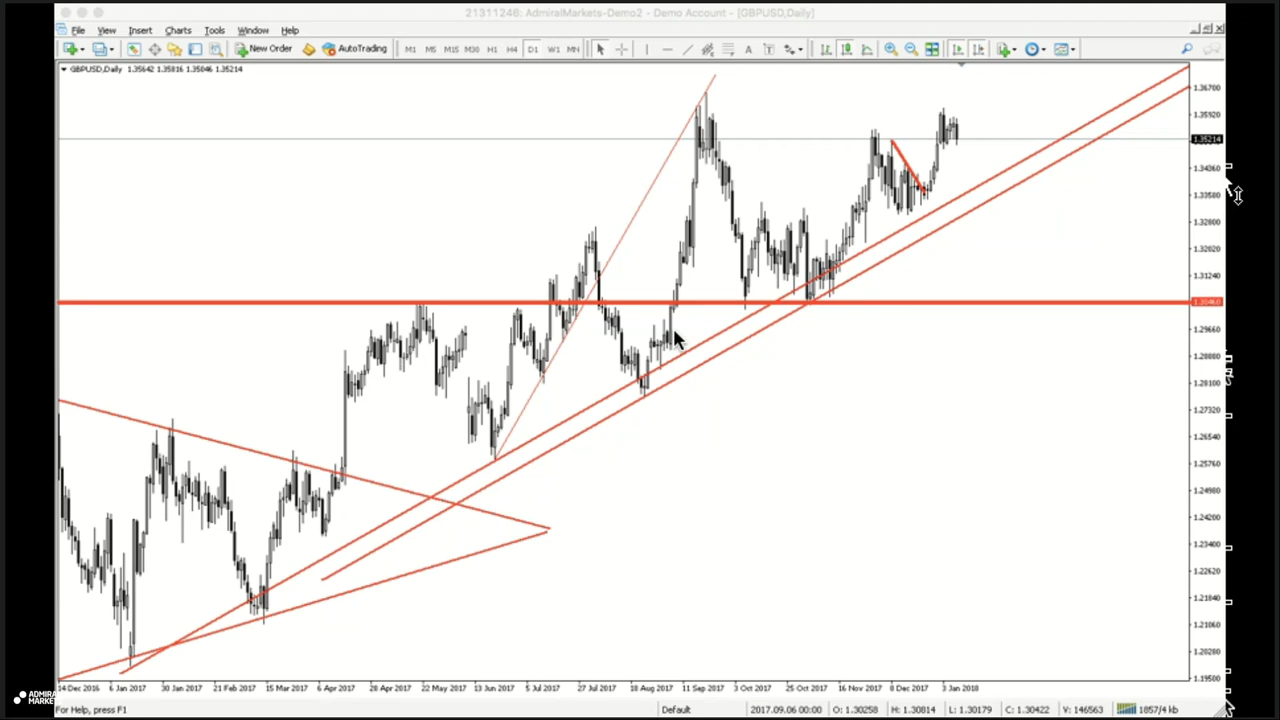 21311246: AdmiralMarkets-Demo2 - Demo Account - [GBPUSD,Daily]
File View Insert Charts Tools Window Help
New Order AutoTrading M1 M5 M15 M30 H1 H4 D1 W1 MN A T
GBPUSD,Daily 1.35642 1.35816 1.35046 1.35214
1.36700
1.35920
1.35214
1.34360
1.33580
1.32800
1.32020
1.31240
1.30460
1.29660
1.28880
1.28100
1.27320
1.26540
1.25760
1.24980
1.24200
1.23400
1.22620
1.21840
1.21060
1.20280
1.19500
14 Dec 2016 6 Jan 2017 30 Jan 2017 21 Feb 2017 15 Mar 2017 6 Apr 2017 28 Apr 2017 22 May 2017 13 Jun 2017 5 Jul 2017 27 Jul 2017 18 Aug 2017 11 Sep 2017 3 Oct 2017 25 Oct 2017 16 Nov 2017 8 Dec 2017 3 Jan 2018
ADMIRA
MARKE
For Help, press F1 Default 2017.09.06 00:00 O: 1.30258 H: 1.30814 L: 1.30179 C: 1.30422 V: 146563 1857/4 kb